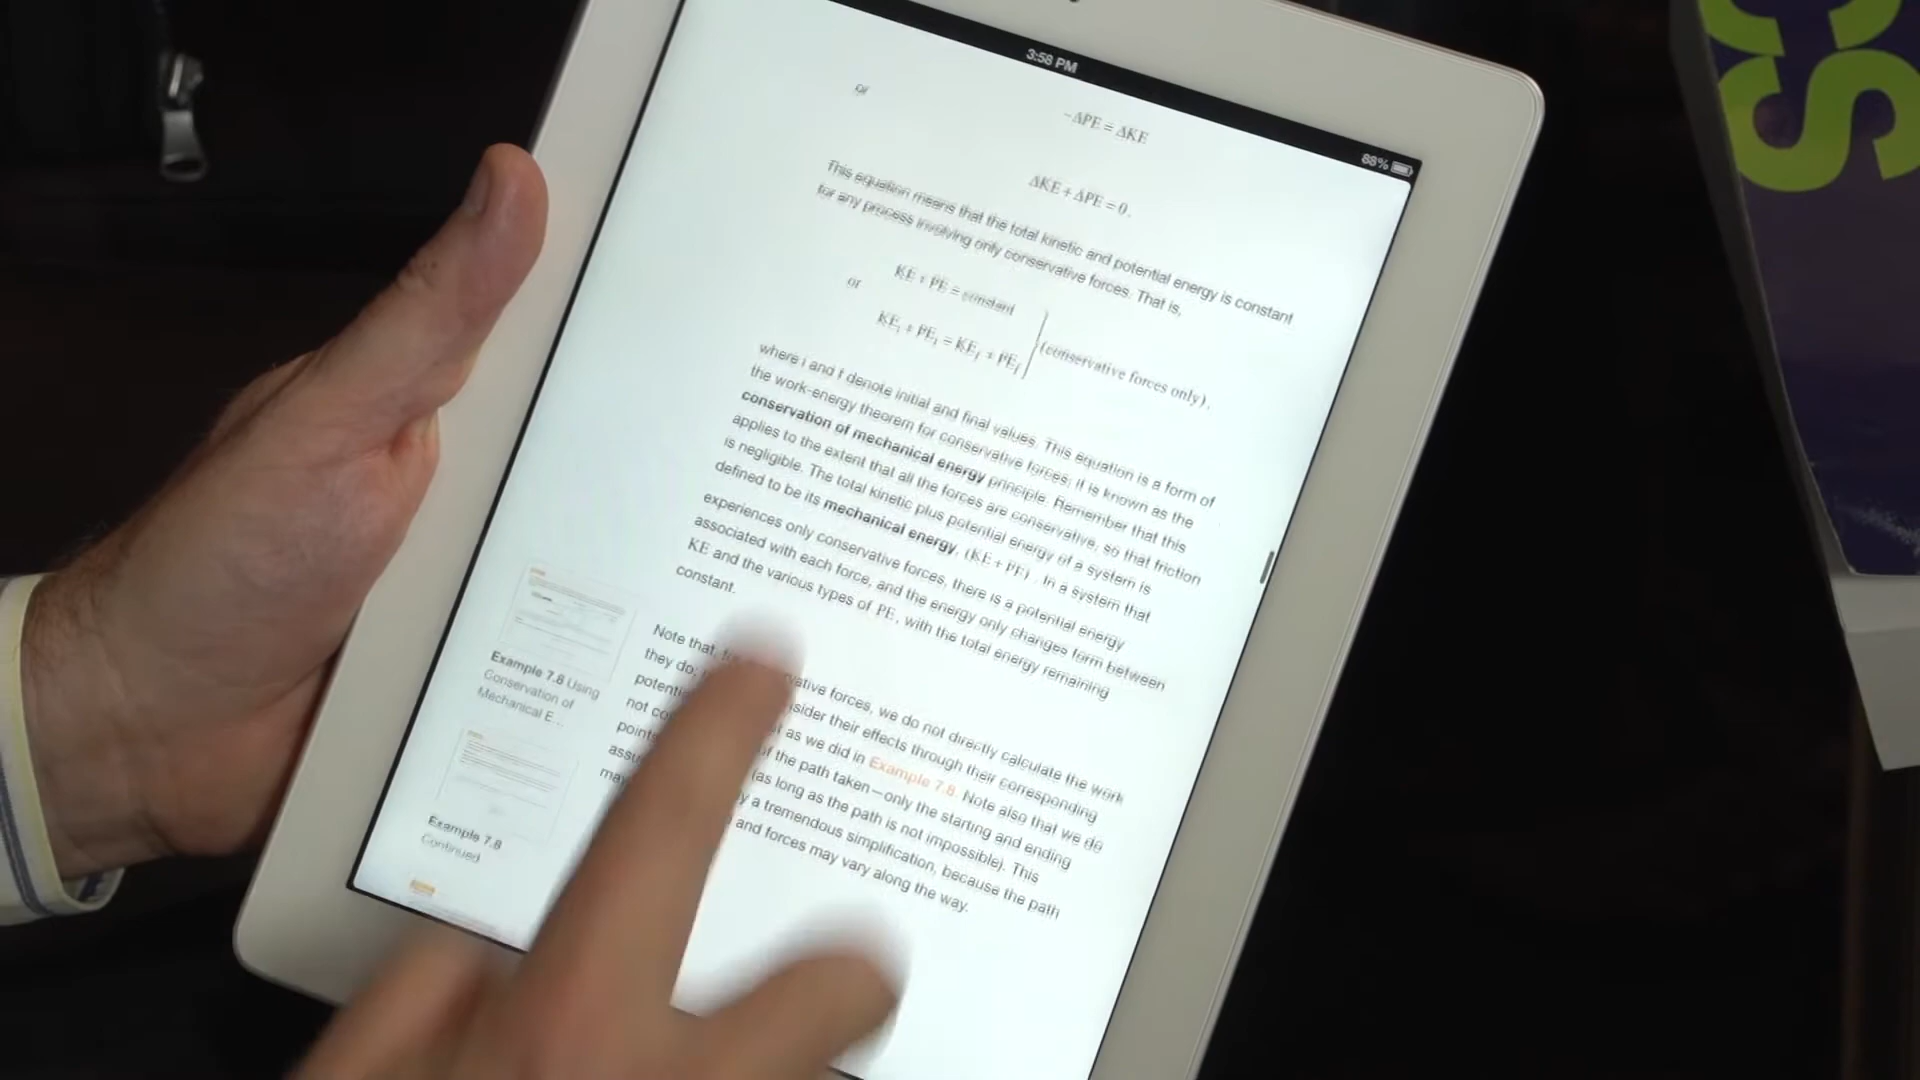 3:58 PM
88%
or
−ΔPE = ΔKE
ΔKE + ΔPE = 0.
This equation means that the total kinetic and potential energy is constant
for any process involving only conservative forces. That is,
KE + PE = constant
or
KEi + PEi = KEf + PEf
(conservative forces only),
where i and f denote initial and final values. This equation is a form of
the work-energy theorem for conservative forces; it is known as the
conservation of mechanical energy principle. Remember that this
applies to the extent that all the forces are conservative, so that friction
is negligible. The total kinetic plus potential energy of a system is
defined to be its mechanical energy, (KE + PE). In a system that
experiences only conservative forces, there is a potential energy
associated with each force, and the energy only changes form between
KE and the various types of PE, with the total energy remaining
constant.
Note that, for conservative forces, we do not directly calculate the work
they do; sider their effects through their corresponding
potenti as we did in Example 7.8. Note also that we do
not co of the path taken—only the starting and ending
points (as long as the path is not impossible). This
assu a tremendous simplification, because the path
may and forces may vary along the way.
Example 7.8 Using
Conservation of
Mechanical E...
Example 7.8
Continued
CS